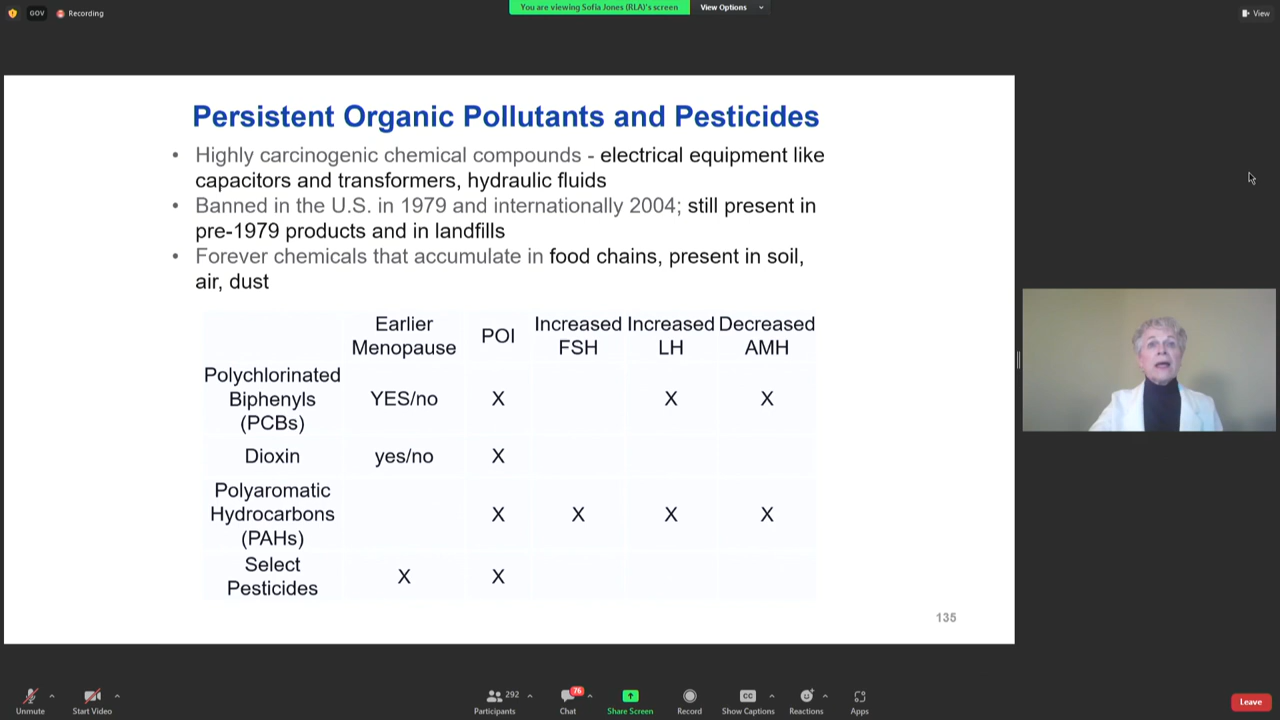 GOV
Recording
You are viewing Sofia Jones (RLA)'s screen
View Options
View
Persistent Organic Pollutants and Pesticides
• Highly carcinogenic chemical compounds - electrical equipment like
capacitors and transformers, hydraulic fluids
• Banned in the U.S. in 1979 and internationally 2004; still present in
pre-1979 products and in landfills
• Forever chemicals that accumulate in food chains, present in soil,
air, dust
Earlier
Menopause
POI
Increased
FSH
Increased
LH
Decreased
AMH
Polychlorinated
Biphenyls
(PCBs)
YES/no
X
X
X
Dioxin
yes/no
X
Polyaromatic
Hydrocarbons
(PAHs)
X
X
X
X
Select
Pesticides
X
X
135
Unmute
Start Video
292
Participants
76
Chat
Share Screen
Record
CC
Show Captions
Reactions
Apps
Leave